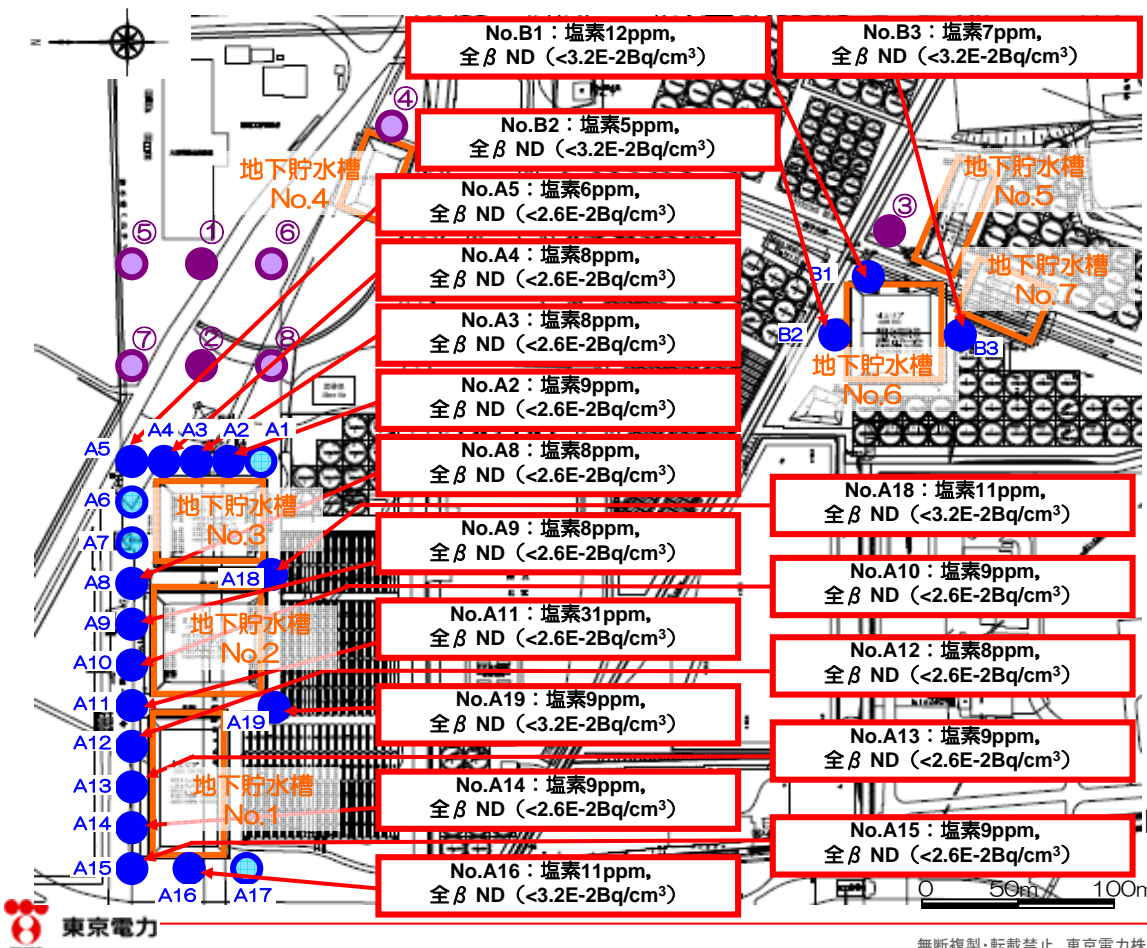 N
No.B1：塩素12ppm,
全β ND（<3.2E-2Bq/cm³）
No.B3：塩素7ppm,
全β ND（<3.2E-2Bq/cm³）
④
No.B2：塩素5ppm,
全β ND（<3.2E-2Bq/cm³）
地下貯水槽
No.4
No.A5：塩素6ppm,
全β ND（<2.6E-2Bq/cm³）
地下貯水槽
No.5
③
⑤
①
⑥
No.A4：塩素8ppm,
全β ND（<2.6E-2Bq/cm³）
地下貯水槽
No.7
B1
No.A3：塩素8ppm,
全β ND（<2.6E-2Bq/cm³）
B2
B3
⑦
②
⑧
地下貯水槽
No.6
No.A2：塩素9ppm,
全β ND（<2.6E-2Bq/cm³）
A5
A4
A3
A2
A1
No.A8：塩素8ppm,
全β ND（<2.6E-2Bq/cm³）
No.A18：塩素11ppm,
全β ND（<3.2E-2Bq/cm³）
A6
A7
地下貯水槽
No.3
No.A9：塩素8ppm,
全β ND（<2.6E-2Bq/cm³）
A8
A18
No.A10：塩素9ppm,
全β ND（<2.6E-2Bq/cm³）
A9
A10
地下貯水槽
No.2
No.A11：塩素31ppm,
全β ND（<2.6E-2Bq/cm³）
No.A12：塩素8ppm,
全β ND（<2.6E-2Bq/cm³）
A11
A19
No.A19：塩素9ppm,
全β ND（<3.2E-2Bq/cm³）
A12
A13
No.A13：塩素9ppm,
全β ND（<2.6E-2Bq/cm³）
地下貯水槽
No.1
No.A14：塩素9ppm,
全β ND（<2.6E-2Bq/cm³）
A14
No.A15：塩素9ppm,
全β ND（<2.6E-2Bq/cm³）
A15
A16
A17
No.A16：塩素11ppm,
全β ND（<3.2E-2Bq/cm³）
0 50m 100m
東京電力
無断複製・転載禁止 東京電力株